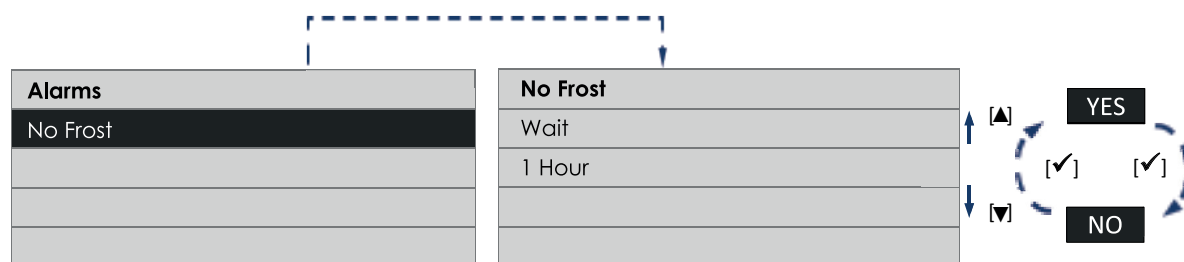 Alarms
No Frost
No Frost
Wait
1 Hour
[▲]
[▼]
YES
[✓] [✓]
NO